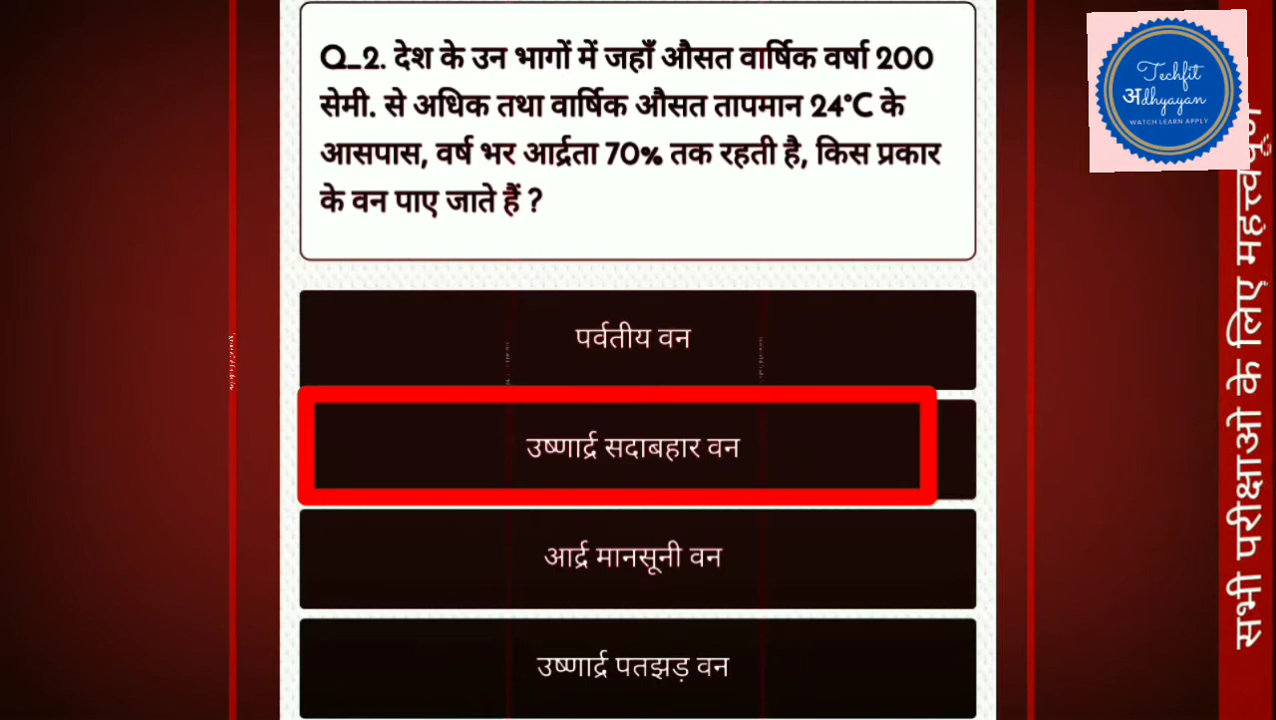 Q_2. देश के उन भागों में जहाँ औसत वार्षिक वर्षा 200
सेमी. से अधिक तथा वार्षिक औसत तापमान 24°C के
आसपास, वर्ष भर आर्द्रता 70% तक रहती है, किस प्रकार
के वन पाए जाते हैं ?
पर्वतीय वन
उष्णार्द्र सदाबहार वन
आर्द्र मानसूनी वन
उष्णार्द्र पतझड़ वन
Techfit
अdhyayan
WATCH LEARN APPLY
सभी परीक्षाओ के लिए महत्त्वपूर्ण